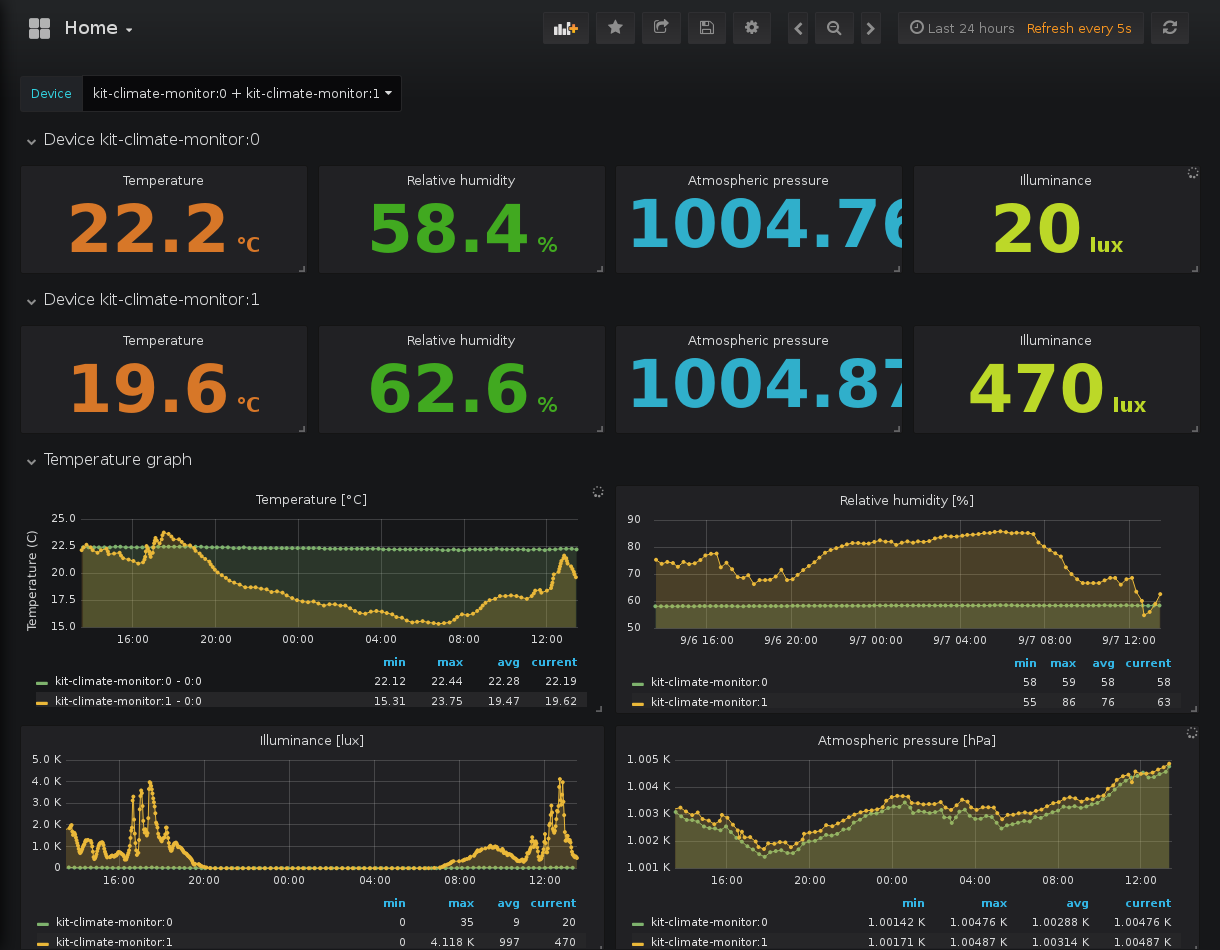 Home
Last 24 hours Refresh every 5s
Device kit-climate-monitor:0 + kit-climate-monitor:1
Device kit-climate-monitor:0
Temperature Relative humidity Atmospheric pressure Illuminance
22.2 °C 58.4 % 1004.76 20 lux
Device kit-climate-monitor:1
Temperature Relative humidity Atmospheric pressure Illuminance
19.6 °C 62.6 % 1004.87 470 lux
Temperature graph
Temperature [°C]
Temperature (C)
25.0
22.5
20.0
17.5
15.0
16:00 20:00 00:00 04:00 08:00 12:00
min max avg current
kit-climate-monitor:0 - 0:0 22.12 22.44 22.28 22.19
kit-climate-monitor:1 - 0:0 15.31 23.75 19.47 19.62
Relative humidity [%]
90
80
70
60
50
9/6 16:00 9/6 20:00 9/7 00:00 9/7 04:00 9/7 08:00 9/7 12:00
min max avg current
kit-climate-monitor:0 58 59 58 58
kit-climate-monitor:1 55 86 76 63
Illuminance [lux]
5.0 K
4.0 K
3.0 K
2.0 K
1.0 K
0
16:00 20:00 00:00 04:00 08:00 12:00
min max avg current
kit-climate-monitor:0 0 35 9 20
kit-climate-monitor:1 0 4.118 K 997 470
Atmospheric pressure [hPa]
1.005 K
1.004 K
1.003 K
1.002 K
1.001 K
16:00 20:00 00:00 04:00 08:00 12:00
min max avg current
kit-climate-monitor:0 1.00142 K 1.00476 K 1.00288 K 1.00476 K
kit-climate-monitor:1 1.00171 K 1.00487 K 1.00314 K 1.00487 K